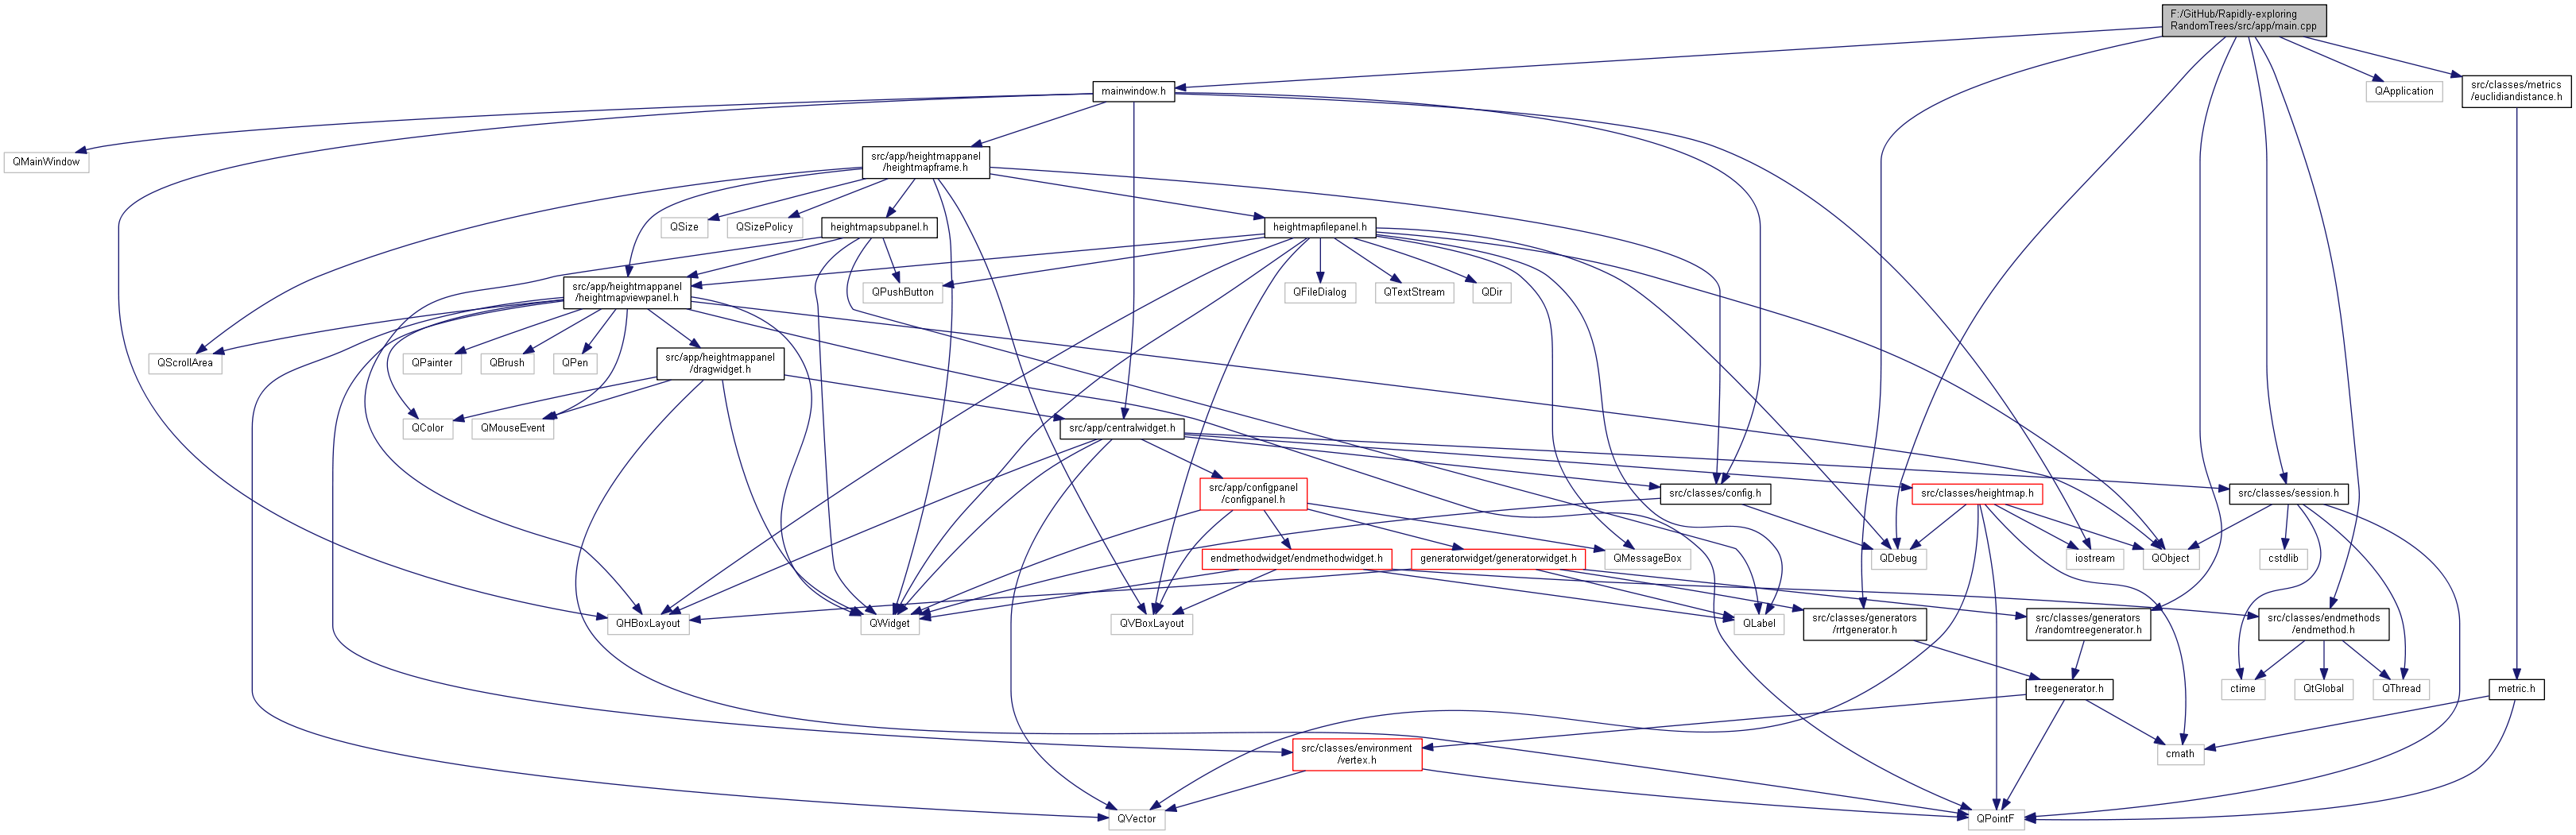 F:/GitHub/Rapidly-exploring
RandomTrees/src/app/main.cpp
mainwindow.h
QApplication
src/classes/metrics
/euclidiandistance.h
QMainWindow
src/app/heightmappanel
/heightmapframe.h
QSize
QSizePolicy
heightmapsubpanel.h
heightmapfilepanel.h
src/app/heightmappanel
/heightmapviewpanel.h
QPushButton
QFileDialog
QTextStream
QDir
QScrollArea
QPainter
QBrush
QPen
src/app/heightmappanel
/dragwidget.h
QColor
QMouseEvent
src/app/centralwidget.h
src/app/configpanel
/configpanel.h
src/classes/config.h
src/classes/heightmap.h
src/classes/session.h
endmethodwidget/endmethodwidget.h
generatorwidget/generatorwidget.h
QMessageBox
QDebug
iostream
QObject
cstdlib
QHBoxLayout
QWidget
QVBoxLayout
QLabel
src/classes/generators
/rrtgenerator.h
src/classes/generators
/randomtreegenerator.h
src/classes/endmethods
/endmethod.h
treegenerator.h
ctime
QtGlobal
QThread
metric.h
src/classes/environment
/vertex.h
cmath
QVector
QPointF